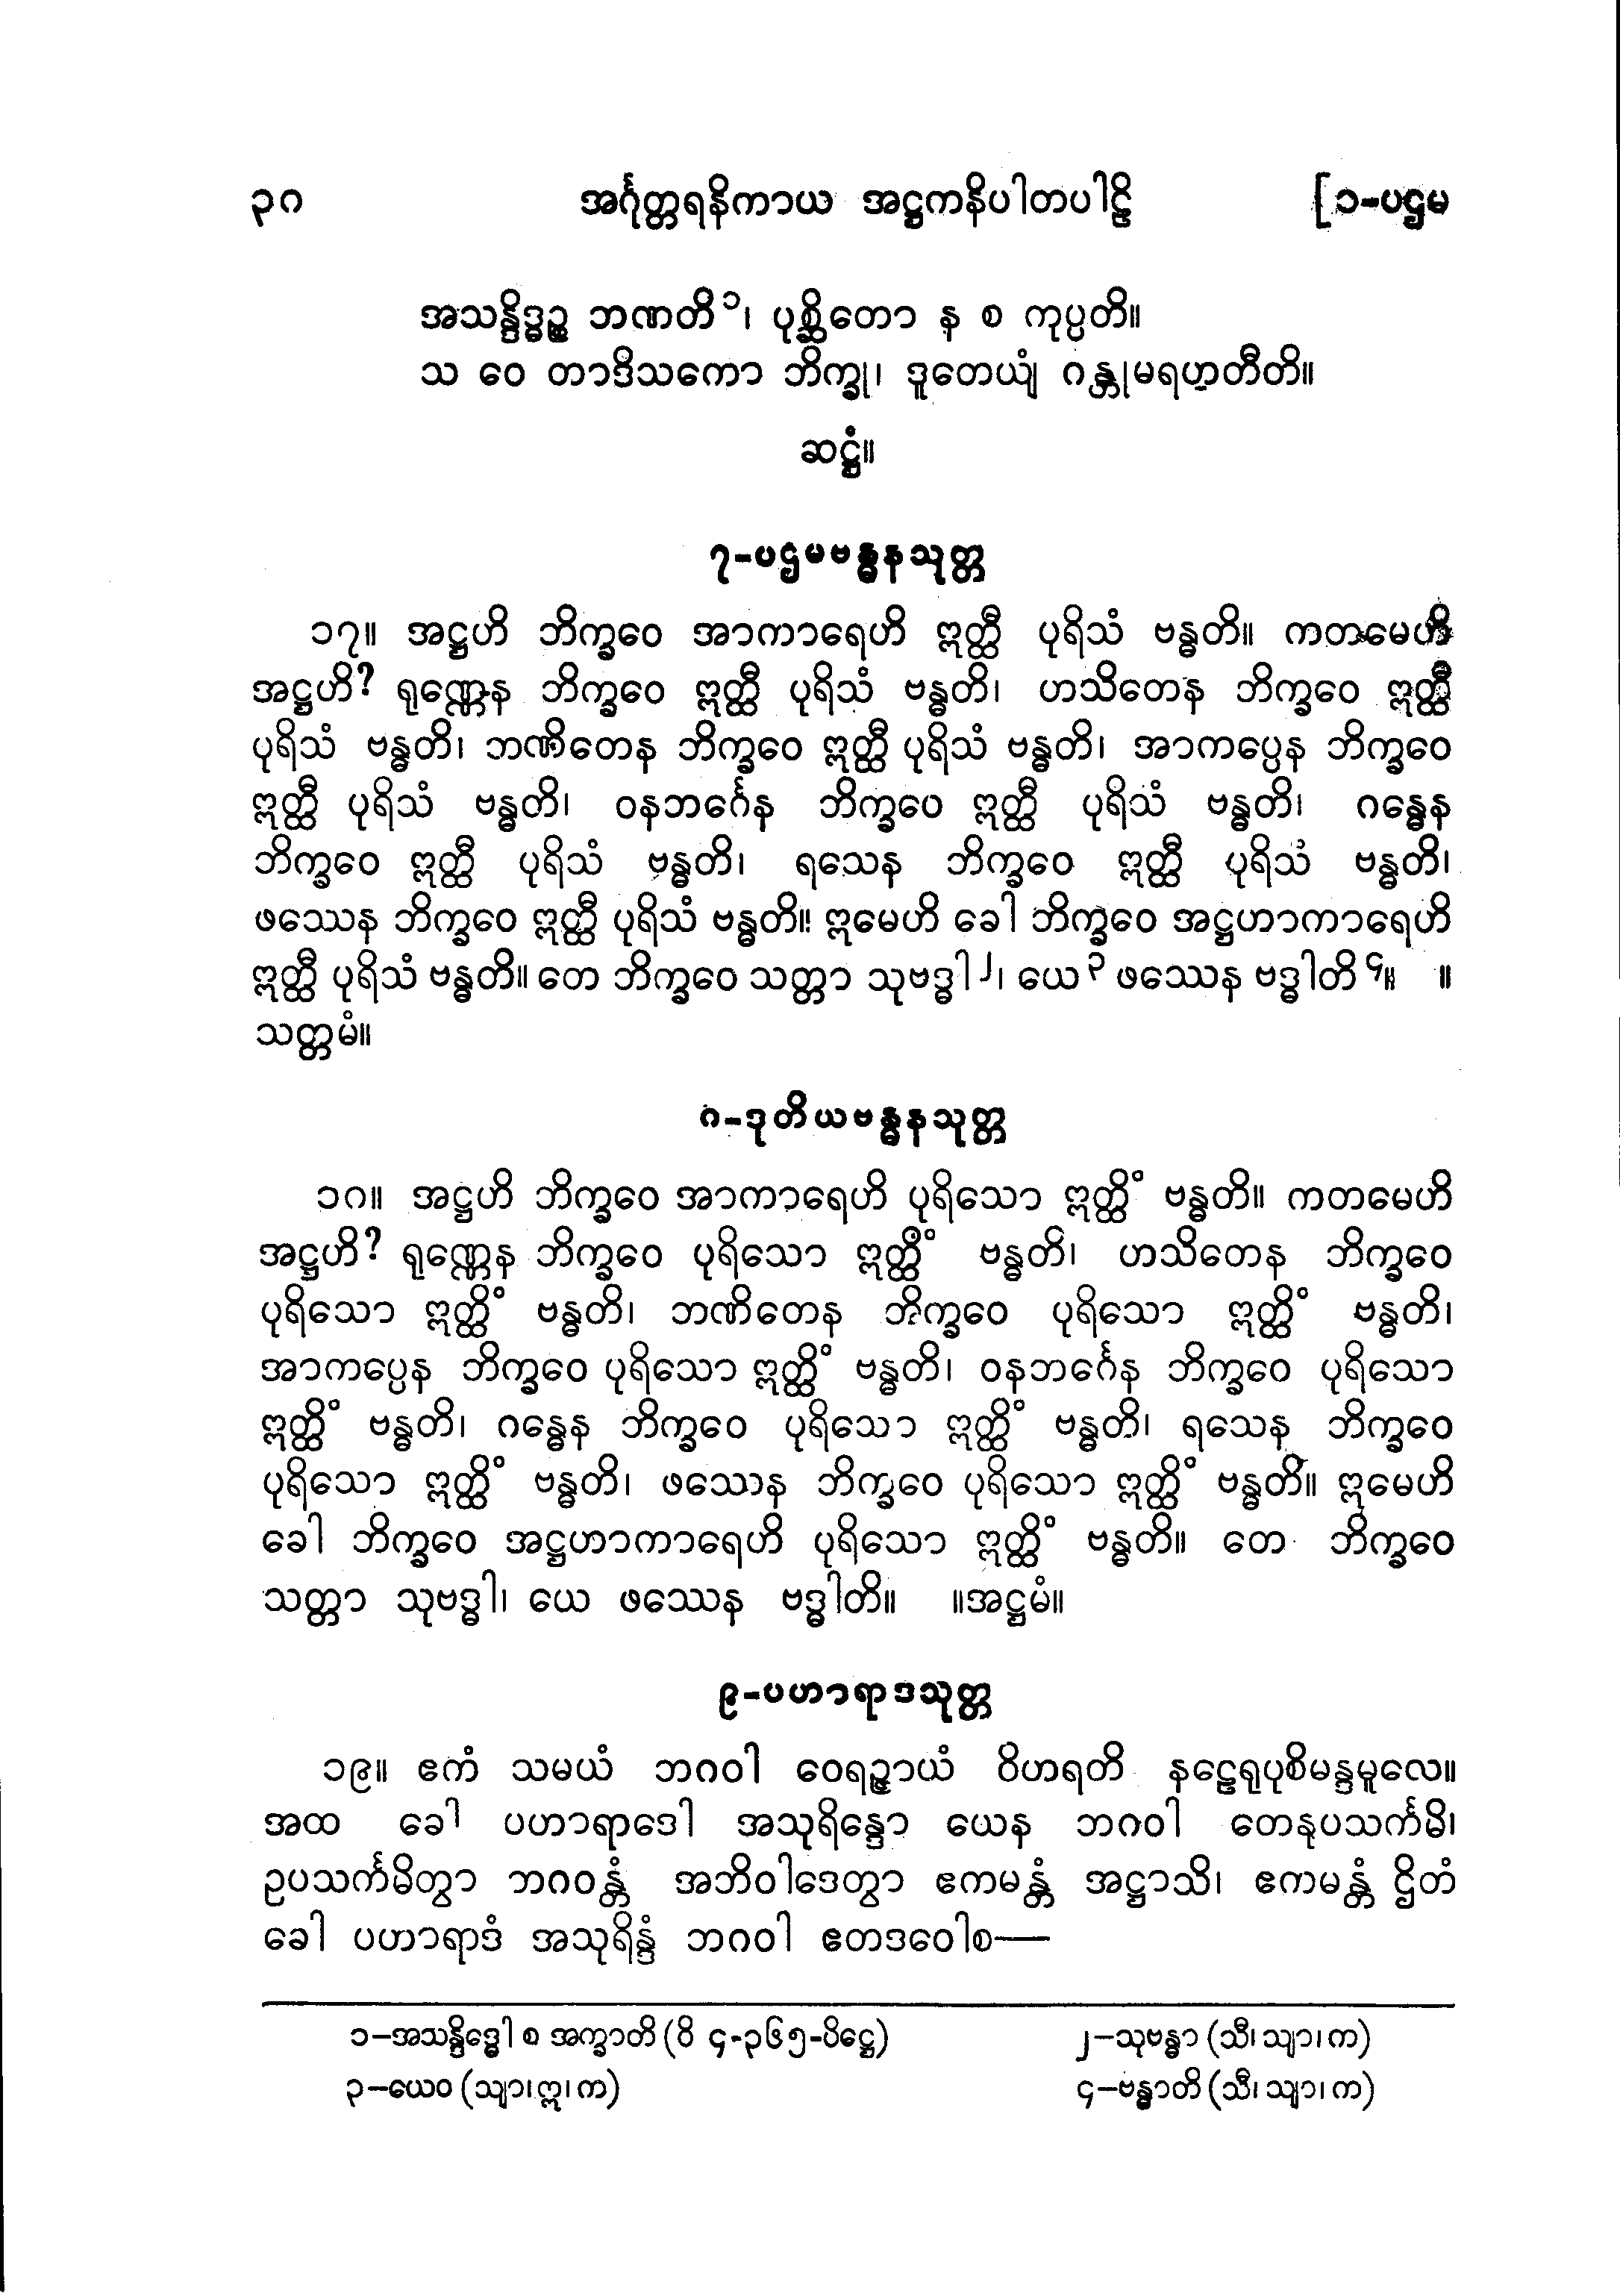 ၃၈ အင်္ဂုတ္တရနိကာယ အဋ္ဌကနိပါတပါဠိ [၁-ပဌမ
အသန္ဒိဒ္ဓဉ္စ ဘဏတိ၁၊ ပုစ္ဆိတော န စ ကုပ္ပတိ။
သ ဝေ တာဒိသကော ဘိက္ခု၊ ဒူတေယျံ ဂန္တုမရဟတီတိ။
ဆဋ္ဌံ။
၇-ပဌမဗန္ဓနသုတ္တ
၁၇။ အဋ္ဌဟိ ဘိက္ခဝေ အာကာရေဟိ ဣတ္ထီ ပုရိသံ ဗန္ဓတိ။ ကတမေဟိ
အဋ္ဌဟိ? ရုဏ္ဏေန ဘိက္ခဝေ ဣတ္ထီ ပုရိသံ ဗန္ဓတိ၊ ဟသိတေန ဘိက္ခဝေ ဣတ္ထီ
ပုရိသံ ဗန္ဓတိ၊ ဘဏိတေန ဘိက္ခဝေ ဣတ္ထီ ပုရိသံ ဗန္ဓတိ၊ အာကပ္ပေန ဘိက္ခဝေ
ဣတ္ထီ ပုရိသံ ဗန္ဓတိ၊ ဝနဘင်္ဂေန ဘိက္ခဝေ ဣတ္ထီ ပုရိသံ ဗန္ဓတိ၊ ဂန္ဓေန
ဘိက္ခဝေ ဣတ္ထီ ပုရိသံ ဗန္ဓတိ၊ ရသေန ဘိက္ခဝေ ဣတ္ထီ ပုရိသံ ဗန္ဓတိ၊
ဖဿေန ဘိက္ခဝေ ဣတ္ထီ ပုရိသံ ဗန္ဓတိ။ ဣမေဟိ ခေါ ဘိက္ခဝေ အဋ္ဌဟာကာရေဟိ
ဣတ္ထီ ပုရိသံ ဗန္ဓတိ။ တေ ဘိက္ခဝေ သတ္တာ သုဗဒ္ဓါ၂၊ ယေ၃ ဖဿေန ဗဒ္ဓါတိ၄။ ။
သတ္တမံ။
၈-ဒုတိယဗန္ဓနသုတ္တ
၁၈။ အဋ္ဌဟိ ဘိက္ခဝေ အာကာရေဟိ ပုရိသော ဣတ္ထိံ ဗန္ဓတိ။ ကတမေဟိ
အဋ္ဌဟိ? ရုဏ္ဏေန ဘိက္ခဝေ ပုရိသော ဣတ္ထိံ ဗန္ဓတိ၊ ဟသိတေန ဘိက္ခဝေ
ပုရိသော ဣတ္ထိံ ဗန္ဓတိ၊ ဘဏိတေန ဘိက္ခဝေ ပုရိသော ဣတ္ထိံ ဗန္ဓတိ၊
အာကပ္ပေန ဘိက္ခဝေ ပုရိသော ဣတ္ထိံ ဗန္ဓတိ၊ ဝနဘင်္ဂေန ဘိက္ခဝေ ပုရိသော
ဣတ္ထိံ ဗန္ဓတိ၊ ဂန္ဓေန ဘိက္ခဝေ ပုရိသော ဣတ္ထိံ ဗန္ဓတိ၊ ရသေန ဘိက္ခဝေ
ပုရိသော ဣတ္ထိံ ဗန္ဓတိ၊ ဖဿေန ဘိက္ခဝေ ပုရိသော ဣတ္ထိံ ဗန္ဓတိ။ ဣမေဟိ
ခေါ ဘိက္ခဝေ အဋ္ဌဟာကာရေဟိ ပုရိသော ဣတ္ထိံ ဗန္ဓတိ။ တေ ဘိက္ခဝေ
သတ္တာ သုဗဒ္ဓါ၊ ယေ ဖဿေန ဗဒ္ဓါတိ။ ။အဋ္ဌမံ။
၉-ပဟာရာဒသုတ္တ
၁၉။ ဧကံ သမယံ ဘဂဝါ ဝေရဉ္ဇာယံ ဝိဟရတိ နဠေရုပုစိမန္ဒမူလေ။
အထ ခေါ ပဟာရာဒေါ အသုရိန္ဒော ယေန ဘဂဝါ တေနုပသင်္ကမိ၊
ဥပသင်္ကမိတွာ ဘဂဝန္တံ အဘိဝါဒေတွာ ဧကမန္တံ အဋ္ဌာသိ၊ ဧကမန္တံ ဌိတံ
ခေါ ပဟာရာဒံ အသုရိန္ဒံ ဘဂဝါ ဧတဒဝေါစ—
၁–အသန္ဒိဒ္ဓေါ စ အက္ခာတိ (ဝိ ၄-၃၆၅-ပိဋ္ဌေ) ၂–သုဗန္ဓာ (သီ၊ သျာ၊ က)
၃–ယေဝ (သျာ၊ ဣ၊ က) ၄–ဗန္ဓာတိ (သီ၊ သျာ၊ က)